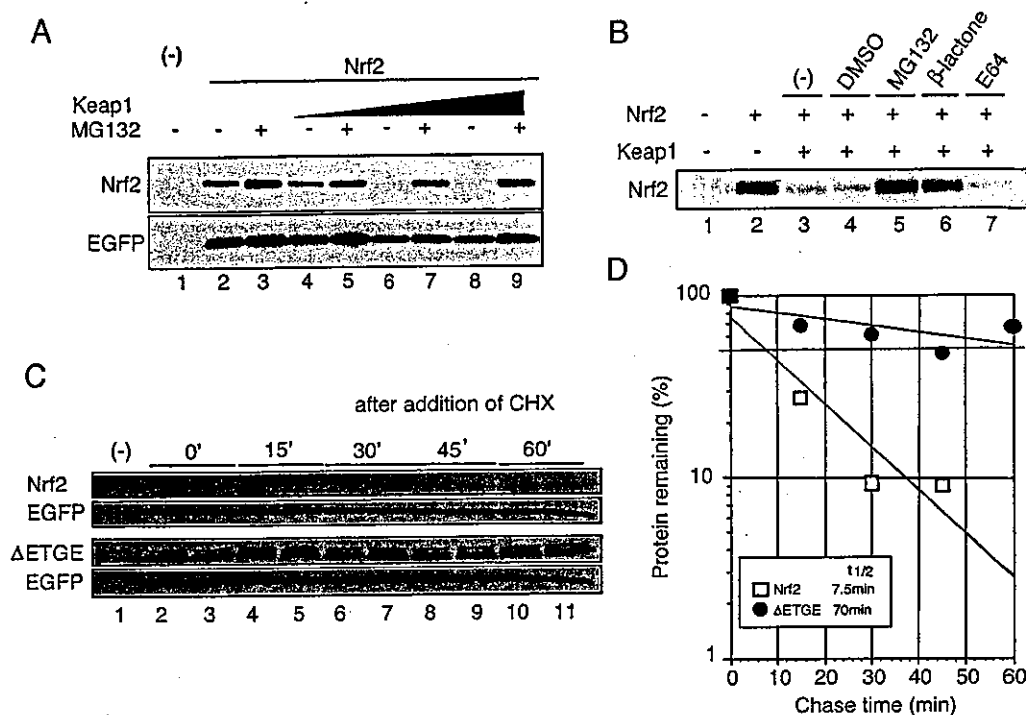 A
(-)
Nrf2
Keap1
MG132 - - + - + - + - +
Nrf2
EGFP
1 2 3 4 5 6 7 8 9
B
(-) DMSO MG132 β-lactone E64
Nrf2 - + + + + + +
Keap1 - - + + + + +
Nrf2
1 2 3 4 5 6 7
C
after addition of CHX
(-) 0' 15' 30' 45' 60'
Nrf2
EGFP
ΔETGE
EGFP
1 2 3 4 5 6 7 8 9 10 11
D
100
10
1
Protein remaining (%)
t1/2
Nrf2 7.5min
ΔETGE 70min
0 10 20 30 40 50 60
Chase time (min)